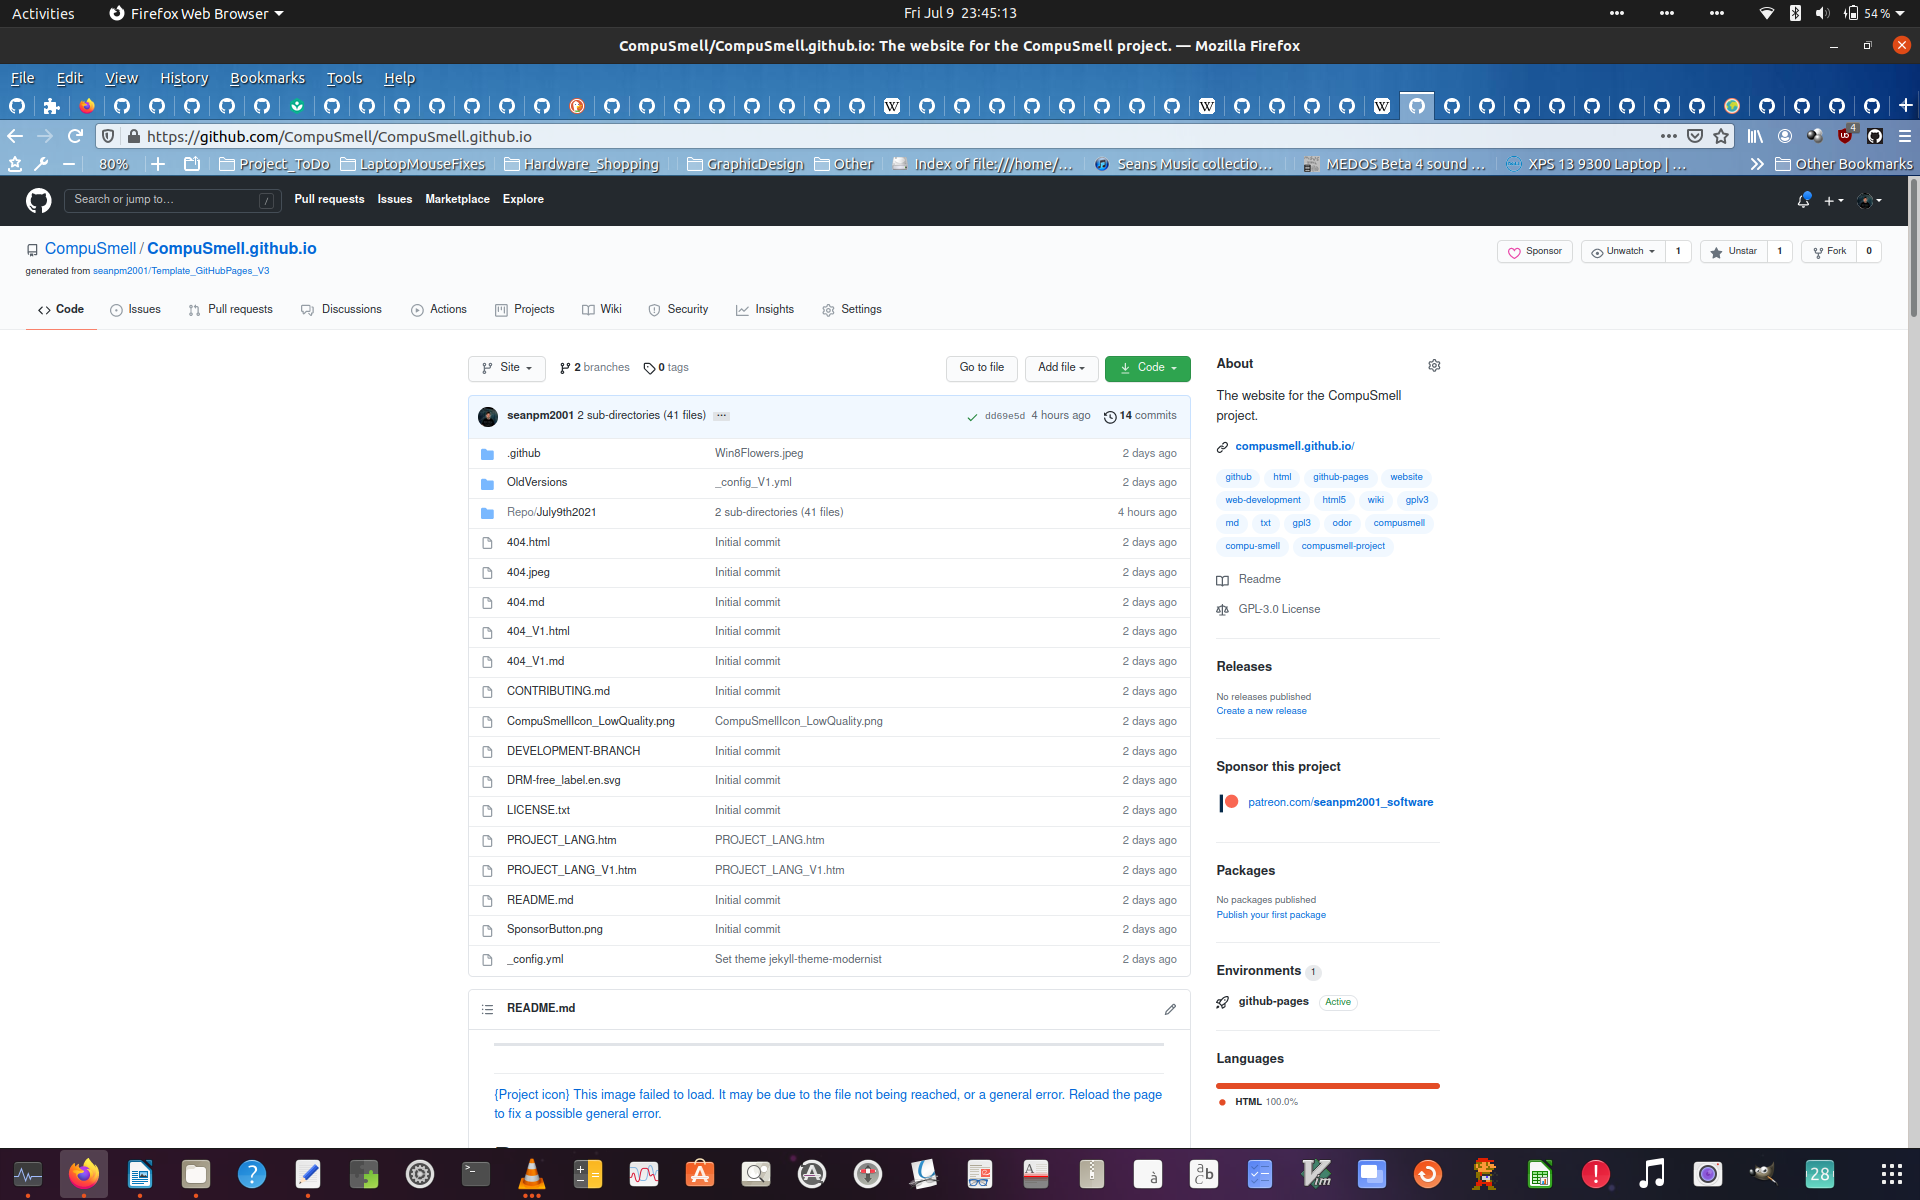 Activities
Firefox Web Browser
Fri Jul 9 23:45:13
54 %
CompuSmell/CompuSmell.github.io: The website for the CompuSmell project. — Mozilla Firefox
File Edit View History Bookmarks Tools Help
https://github.com/CompuSmell/CompuSmell.github.io
4
80%
Project_ToDo
LaptopMouseFixes
Hardware_Shopping
GraphicDesign
Other
Index of file:///home/...
Seans Music collectio...
MEDOS Beta 4 sound ...
XPS 13 9300 Laptop | ...
Other Bookmarks
Search or jump to... /
Pull requests Issues Marketplace Explore
CompuSmell / CompuSmell.github.io
generated from seanpm2001/Template_GitHubPages_V3
Sponsor
Unwatch 1
Unstar 1
Fork 0
Code Issues Pull requests Discussions Actions Projects Wiki Security Insights Settings
Site 2 branches 0 tags
Go to file Add file Code
seanpm2001 2 sub-directories (41 files) ... dd69e5d 4 hours ago 14 commits
.github Win8Flowers.jpeg 2 days ago
OldVersions _config_V1.yml 2 days ago
Repo/July9th2021 2 sub-directories (41 files) 4 hours ago
404.html Initial commit 2 days ago
404.jpeg Initial commit 2 days ago
404.md Initial commit 2 days ago
404_V1.html Initial commit 2 days ago
404_V1.md Initial commit 2 days ago
CONTRIBUTING.md Initial commit 2 days ago
CompuSmellIcon_LowQuality.png CompuSmellIcon_LowQuality.png 2 days ago
DEVELOPMENT-BRANCH Initial commit 2 days ago
DRM-free_label.en.svg Initial commit 2 days ago
LICENSE.txt Initial commit 2 days ago
PROJECT_LANG.htm PROJECT_LANG.htm 2 days ago
PROJECT_LANG_V1.htm PROJECT_LANG_V1.htm 2 days ago
README.md Initial commit 2 days ago
SponsorButton.png Initial commit 2 days ago
_config.yml Set theme jekyll-theme-modernist 2 days ago
README.md
{Project icon} This image failed to load. It may be due to the file not being reached, or a general error. Reload the page
to fix a possible general error.
About
The website for the CompuSmell
project.
compusmell.github.io/
github html github-pages website
web-development html5 wiki gplv3
md txt gpl3 odor compusmell
compu-smell compusmell-project
Readme
GPL-3.0 License
Releases
No releases published
Create a new release
Sponsor this project
patreon.com/seanpm2001_software
Packages
No packages published
Publish your first package
Environments 1
github-pages Active
Languages
HTML 100.0%
28